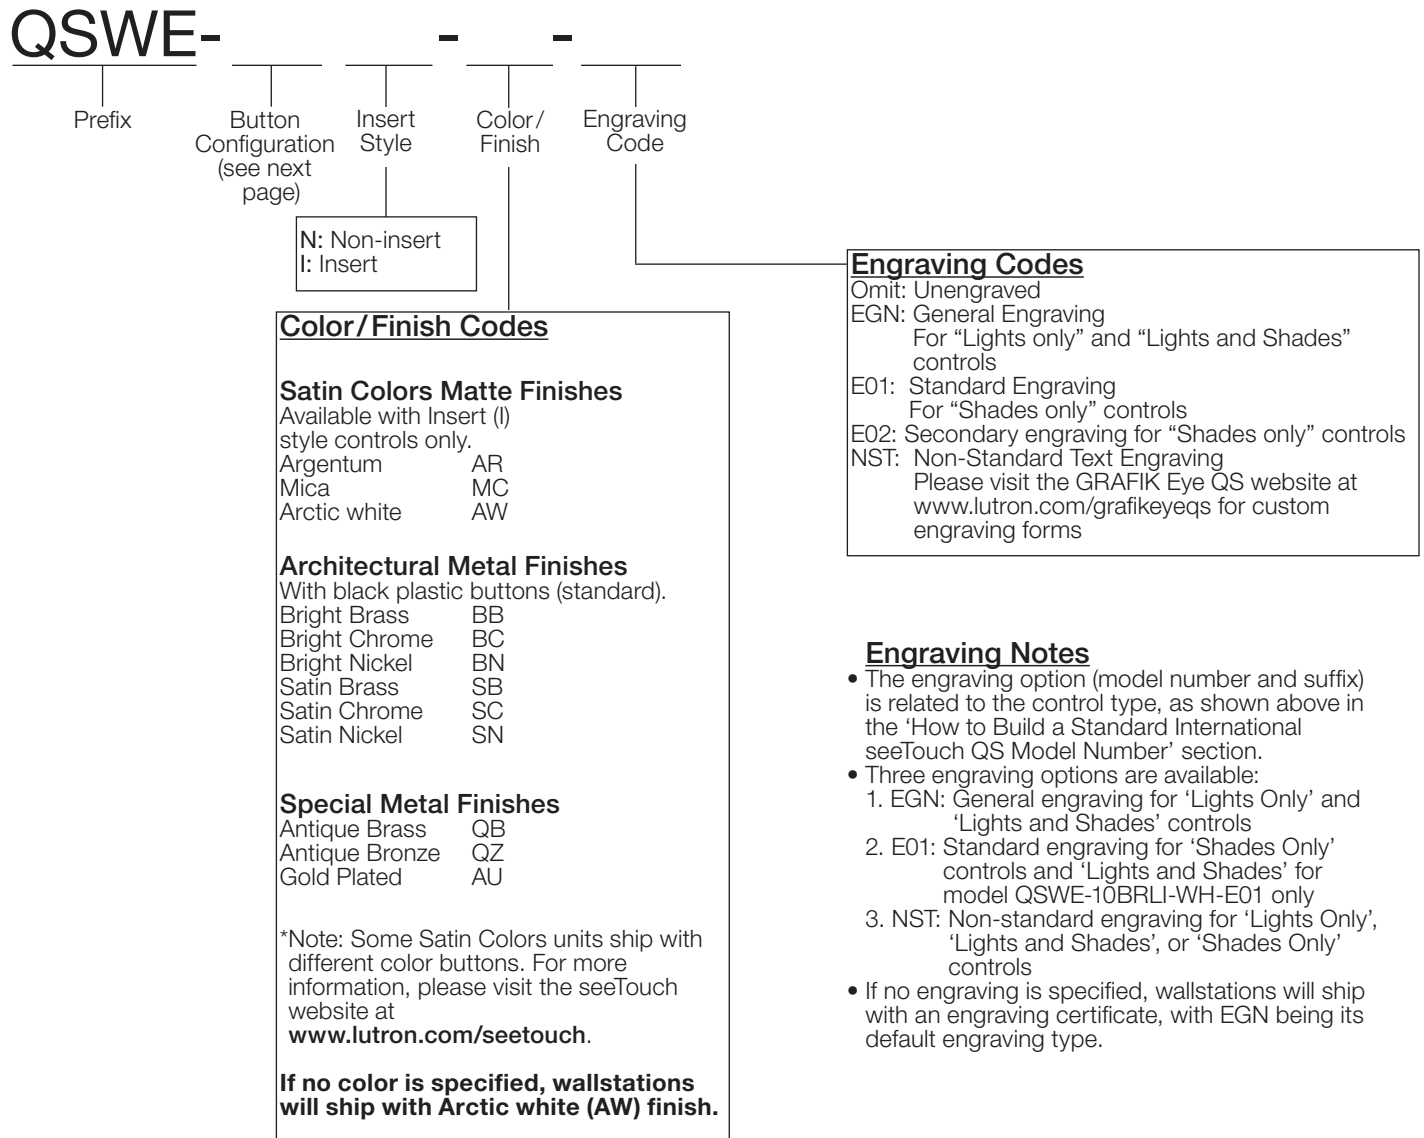 QSWE-    -    -
Prefix
Button
Configuration
(see next
page)
Insert
Style
Color/
Finish
Engraving
Code
N: Non-insert
I: Insert
Color/Finish Codes
Satin Colors Matte Finishes
Available with Insert (I)
style controls only.
Argentum AR
Mica MC
Arctic white AW
Architectural Metal Finishes
With black plastic buttons (standard).
Bright Brass BB
Bright Chrome BC
Bright Nickel BN
Satin Brass SB
Satin Chrome SC
Satin Nickel SN
Special Metal Finishes
Antique Brass QB
Antique Bronze QZ
Gold Plated AU
*Note: Some Satin Colors units ship with
different color buttons. For more
information, please visit the seeTouch
website at
www.lutron.com/seetouch.
If no color is specified, wallstations
will ship with Arctic white (AW) finish.
Engraving Codes
Omit: Unengraved
EGN: General Engraving
For “Lights only” and “Lights and Shades”
controls
E01: Standard Engraving
For “Shades only” controls
E02: Secondary engraving for “Shades only” controls
NST: Non-Standard Text Engraving
Please visit the GRAFIK Eye QS website at
www.lutron.com/grafikeyeqs for custom
engraving forms
Engraving Notes
• The engraving option (model number and suffix)
is related to the control type, as shown above in
the ‘How to Build a Standard International
seeTouch QS Model Number’ section.
• Three engraving options are available:
1. EGN: General engraving for ‘Lights Only’ and
‘Lights and Shades’ controls
2. E01: Standard engraving for ‘Shades Only’
controls and ‘Lights and Shades’ for
model QSWE-10BRLI-WH-E01 only
3. NST: Non-standard engraving for ‘Lights Only’,
‘Lights and Shades’, or ‘Shades Only’
controls
• If no engraving is specified, wallstations will ship
with an engraving certificate, with EGN being its
default engraving type.